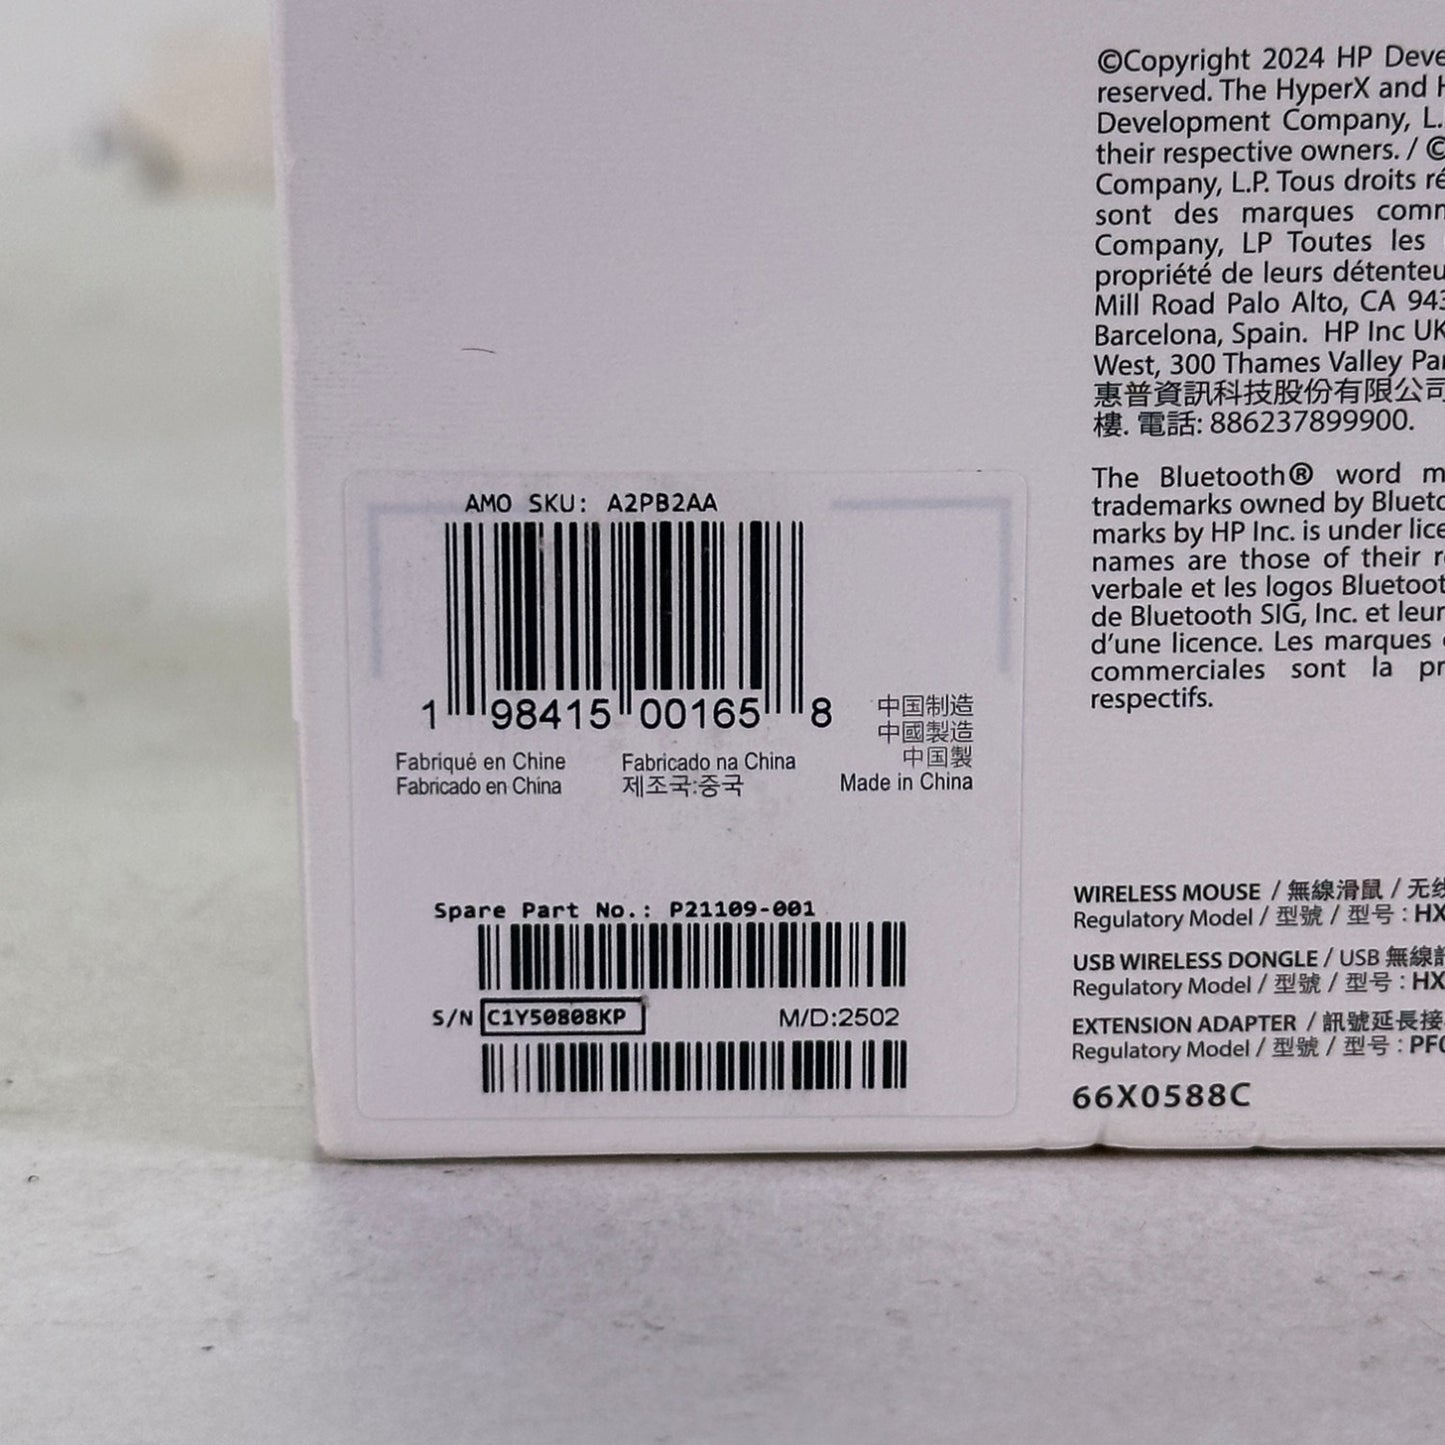 ©Copyright 2024 HP Deve
reserved. The HyperX and H
Development Company, L.
their respective owners. / ©
Company, L.P. Tous droits ré
sont des marques comm
Company, LP Toutes les
propriété de leurs détenteu
Mill Road Palo Alto, CA 943
Barcelona, Spain. HP Inc UK
West, 300 Thames Valley Par
惠普資訊科技股份有限公司
樓. 電話: 886237899900.
The Bluetooth® word m
trademarks owned by Blueto
marks by HP Inc. is under lice
names are those of their re
verbale et les logos Bluetoot
de Bluetooth SIG, Inc. et leur
d'une licence. Les marques
commerciales sont la pr
respectifs.
AMO SKU: A2PB2AA
1 98415 00165 8
中国制造
中國製造
中国製
Made in China
Fabriqué en Chine
Fabricado en China
Fabricado na China
제조국:중국
Spare Part No.: P21109-001
S/N C1Y50808KP M/D:2502
WIRELESS MOUSE / 無線滑鼠 / 无线
Regulatory Model / 型號 / 型号 : HX
USB WIRELESS DONGLE / USB 無線
Regulatory Model / 型號 / 型号 : HX
EXTENSION ADAPTER / 訊號延長接
Regulatory Model / 型號 / 型号 : PF0
66X0588C